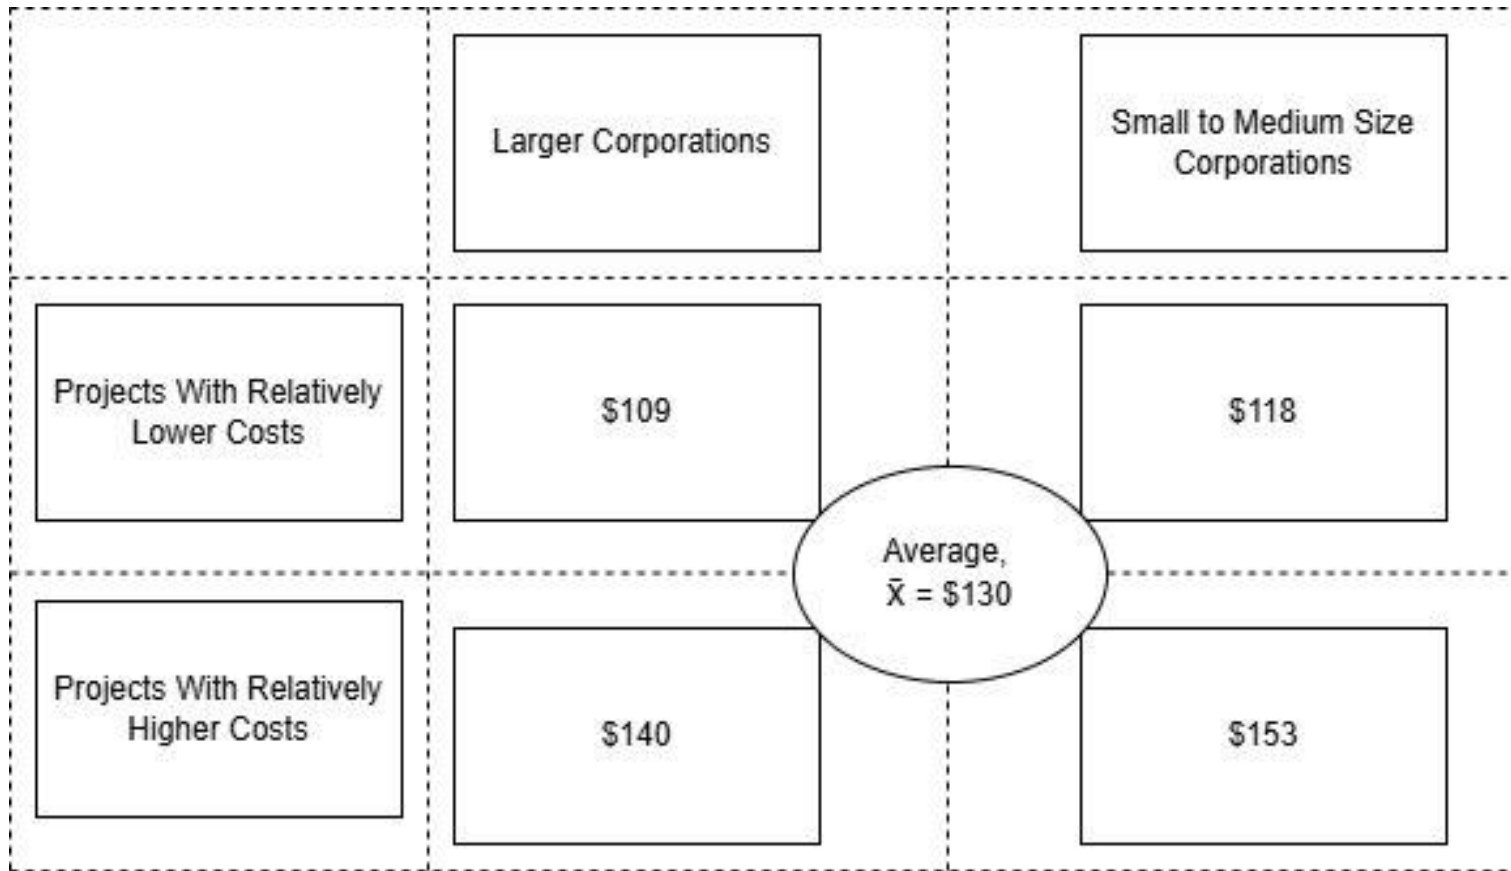 Larger Corporations
Small to Medium Size
Corporations
Projects With Relatively
Lower Costs
$109
$118
Average,
x̄ = $130
Projects With Relatively
Higher Costs
$140
$153